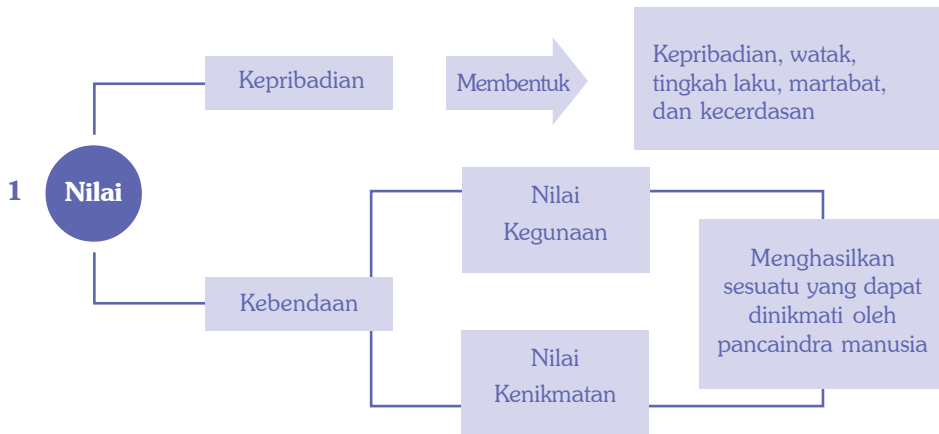 1
Nilai
Kepribadian
Membentuk
Kepribadian, watak,
tingkah laku, martabat,
dan kecerdasan
Kebendaan
Nilai
Kegunaan
Nilai
Kenikmatan
Menghasilkan
sesuatu yang dapat
dinikmati oleh
pancaindra manusia